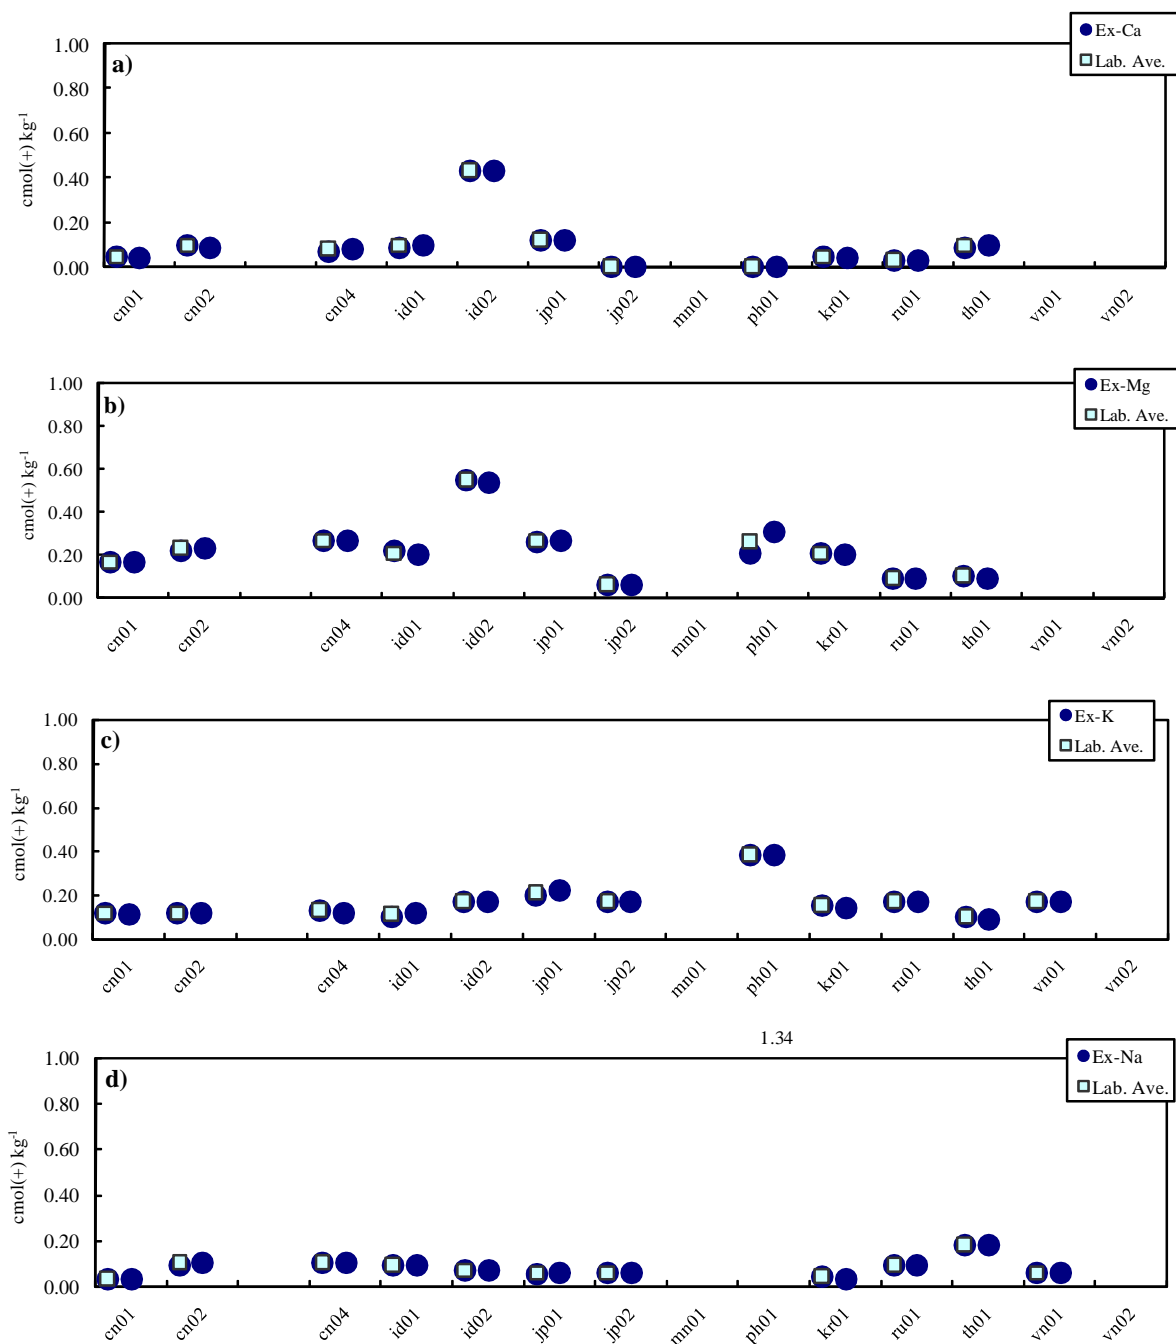 Ex-Ca
Lab. Ave.
a)
cmol(+) kg-1
1.00
0.80
0.60
0.40
0.20
0.00
cn01 cn02 cn04 id01 id02 jp01 jp02 mn01 ph01 kr01 ru01 th01 vn01 vn02
Ex-Mg
Lab. Ave.
b)
cmol(+) kg-1
1.00
0.80
0.60
0.40
0.20
0.00
cn01 cn02 cn04 id01 id02 jp01 jp02 mn01 ph01 kr01 ru01 th01 vn01 vn02
Ex-K
Lab. Ave.
c)
cmol(+) kg-1
1.00
0.80
0.60
0.40
0.20
0.00
cn01 cn02 cn04 id01 id02 jp01 jp02 mn01 ph01 kr01 ru01 th01 vn01 vn02
1.34
Ex-Na
Lab. Ave.
d)
cmol(+) kg-1
1.00
0.80
0.60
0.40
0.20
0.00
cn01 cn02 cn04 id01 id02 jp01 jp02 mn01 ph01 kr01 ru01 th01 vn01 vn02